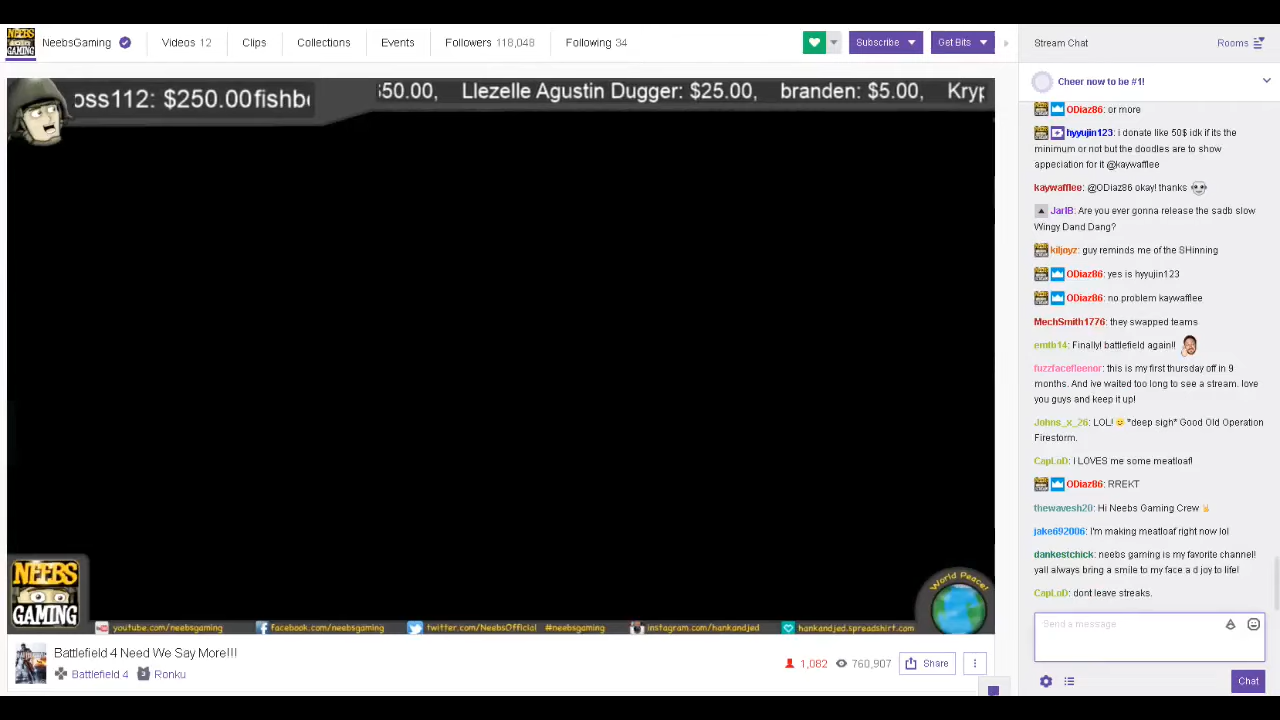 NeebsGaming
Videos 12
Clips
Collections
Events
Followers 118,048
Following 34
Subscribe
Get Bits
Stream Chat
Rooms
oss112: $250.00fishb
$50.00, Llezelle Agustin Dugger: $25.00, branden: $5.00, Kryp
NEEBS
GAMING
World Peace!
youtube.com/neebsgaming
facebook.com/neebsgaming
twitter.com/NeebsOfficial #neebsgaming
instagram.com/hankandjed
hankandjed.spreadshirt.com
Battlefield 4 Need We Say More!!!
Battlefield 4
Ronku
1,082
760,907
Share
Cheer now to be #1!
ODiaz86: or more
hyyujin123: i donate like 50$ idk if its the
minimum or not but the doodles are to show
appeciation for it @kaywafflee
kaywafflee: @ODiaz86 okay! thanks
JarlB: Are you ever gonna release the sadb slow
Wingy Dand Dang?
kiljoyz: guy reminds me of the SHinning
ODiaz86: yes is hyyujin123
ODiaz86: no problem kaywafflee
MechSmith1776: they swapped teams
emtb14: Finally! battlefield again!!
fuzzfacefleenor: this is my first thursday off in 9
months. And ive waited too long to see a stream. love
you guys and keep it up!
Johns_x_26: LOL! *deep sigh* Good Old Operation
Firestorm.
CapLoD: I LOVES me some meatloaf!
ODiaz86: RREKT
thewavesh20: Hi Neebs Gaming Crew
jake692006: I'm making meatloaf right now lol
dankestchick: neebs gaming is my favorite channel!
yall always bring a smile to my face a d joy to life!
CapLoD: dont leave streaks.
Send a message
Chat